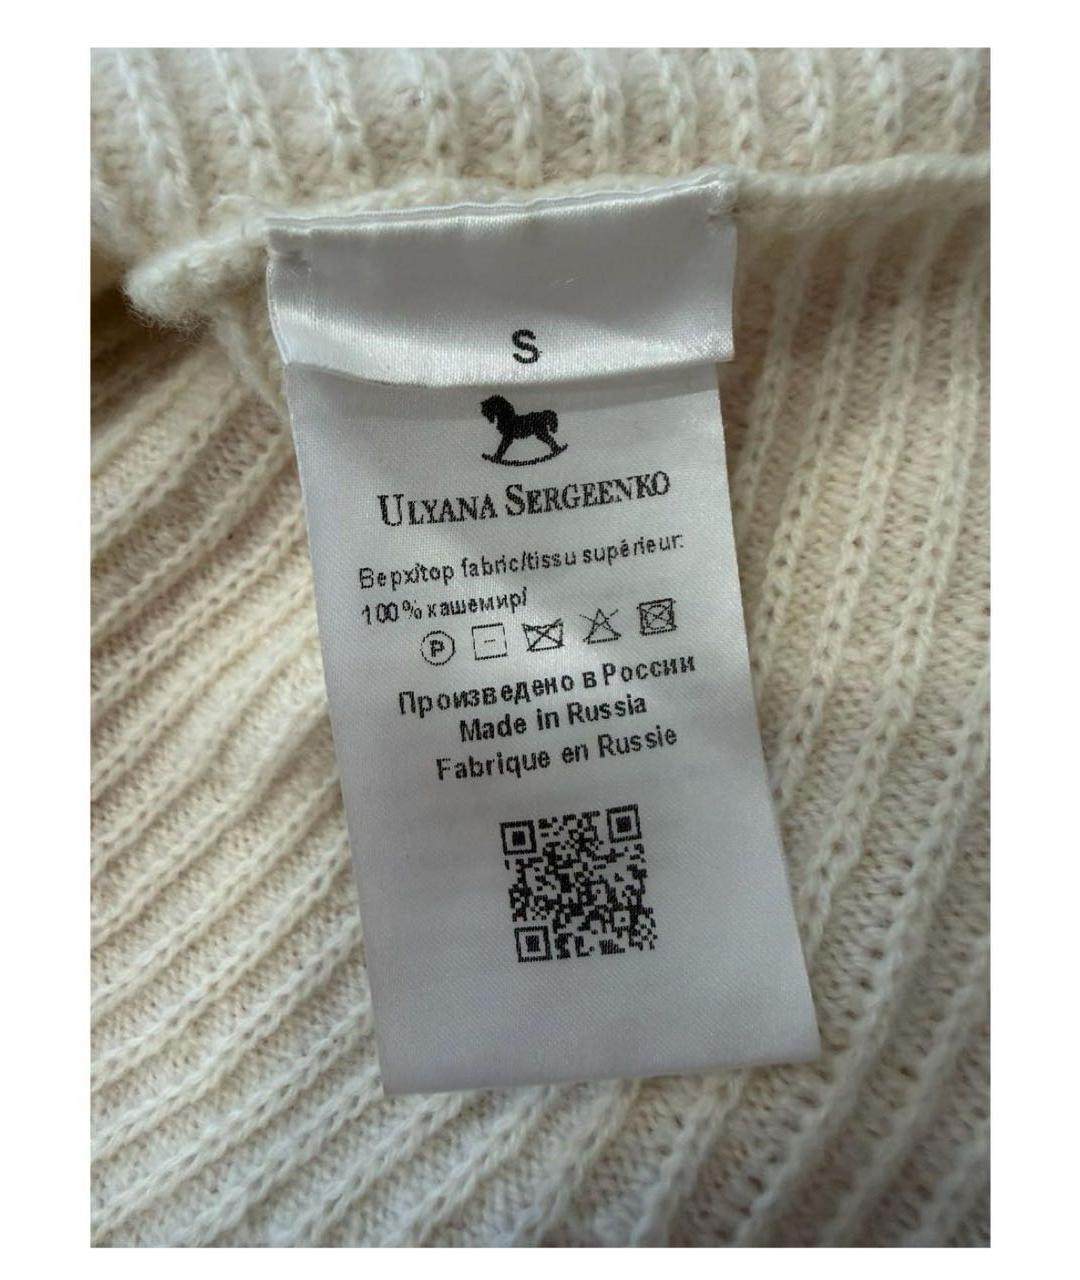 S
ULYANA SERGEENKO
Верх/top fabric/tissu supérieur:
100% кашемир/
P
Произведено в России
Made in Russia
Fabrique en Russie